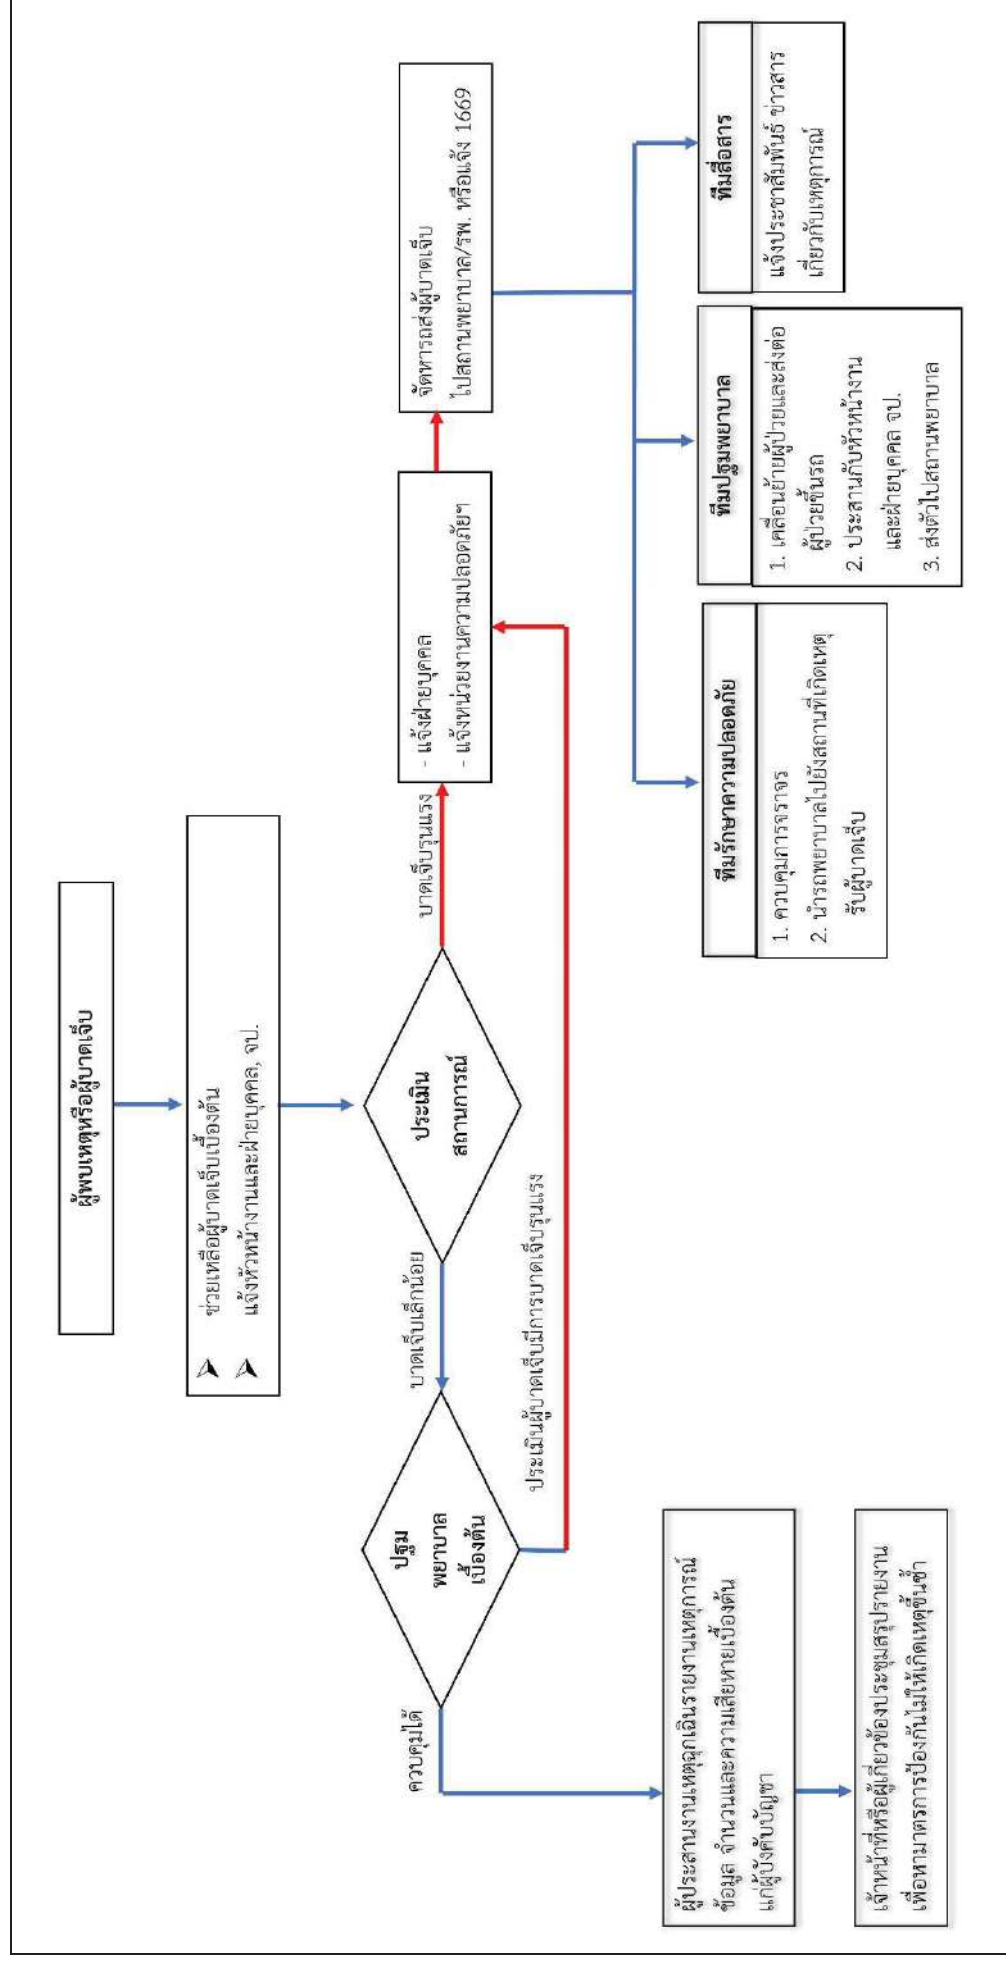 ผู้พบเหตุหรือผู้บาดเจ็บ
ช่วยเหลือผู้บาดเจ็บเบื้องต้น
แจ้งหัวหน้างานและฝ่ายบุคคล, จป.
ประเมิน
สถานการณ์
บาดเจ็บเล็กน้อย
บาดเจ็บรุนแรง
ปฐม
พยาบาล
เบื้องต้น
ควบคุมได้
ประเมินผู้บาดเจ็บมีการบาดเจ็บรุนแรง
- แจ้งฝ่ายบุคคล
- แจ้งหน่วยงานความปลอดภัยฯ
จัดหารถส่งผู้บาดเจ็บ
ไปสถานพยาบาล/รพ. หรือแจ้ง 1669
ผู้ประสานงานเหตุฉุกเฉินรายงานเหตุการณ์
ข้อมูล จำนวนและความเสียหายเบื้องต้น
แก่ผู้บังคับบัญชา
เจ้าหน้าที่หรือผู้เกี่ยวข้องประชุมสรุปรายงาน
เพื่อหามาตรการป้องกันไม่ให้เกิดเหตุขึ้นซ้ำ
ทีมรักษาความปลอดภัย
1. ควบคุมการจราจร
2. นำรถพยาบาลไปยังสถานที่เกิดเหตุ
รับผู้บาดเจ็บ
ทีมปฐมพยาบาล
1. เคลื่อนย้ายผู้ป่วยและส่งต่อ
ผู้ป่วยขึ้นรถ
2. ประสานกับหัวหน้างาน
และฝ่ายบุคคล จป.
3. ส่งตัวไปสถานพยาบาล
ทีมสื่อสาร
แจ้งประชาสัมพันธ์ ข่าวสาร
เกี่ยวกับเหตุการณ์